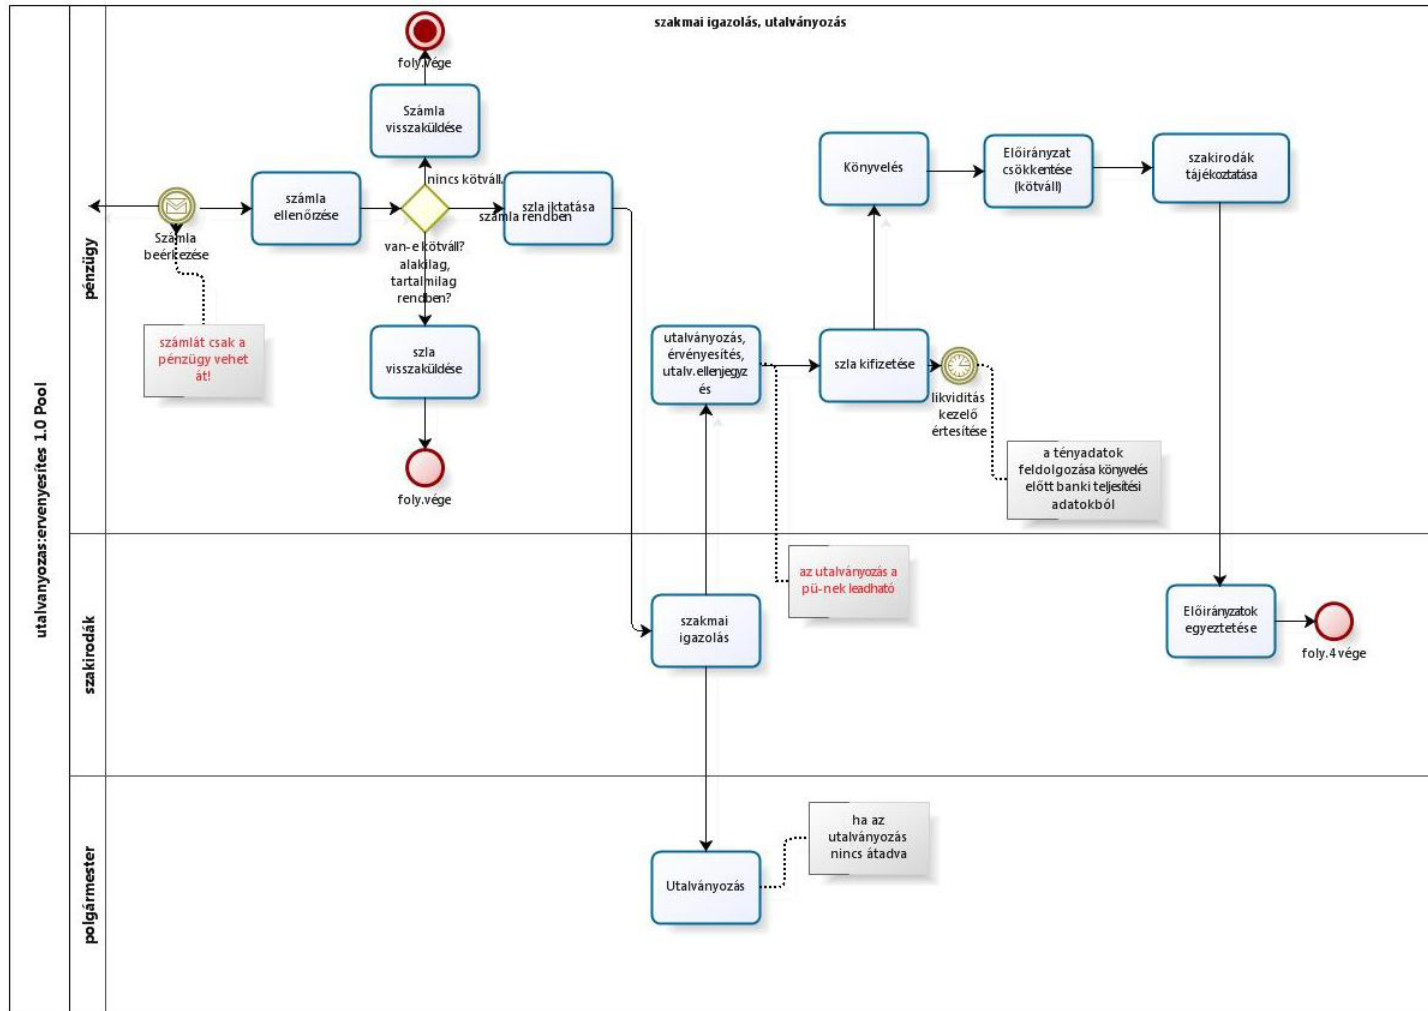 szakmai igazolás, utalványozás
utalvanyozas:ervenyesites 1.0 Pool
pénzügy
szakirodák
polgármester
foly.vége
Számla
visszaküldése
nincs kötváll.
számla
ellenőrzése
szla iktatása
számla rendben
Számla
beérkezése
van-e kötváll?
alakilag,
tartalmilag
rendben?
számlát csak a
pénzügy vehet
át!
szla
visszaküldése
foly.vége
Könyvelés
Előirányzat
csökkentése
(kötváll)
szakirodák
tájékoztatása
utalványozás,
érvényesítés,
utalv.ellenjegyz
és
szla kifizetése
likviditás
kezelő
értesítése
a tényadatok
feldolgozása könyvelés
előtt banki teljesítési
adatokból
az utalványozás a
pü-nek leadható
szakmai
igazolás
Előirányzatok
egyeztetése
foly.4 vége
ha az
utalványozás
nincs átadva
Utalványozás